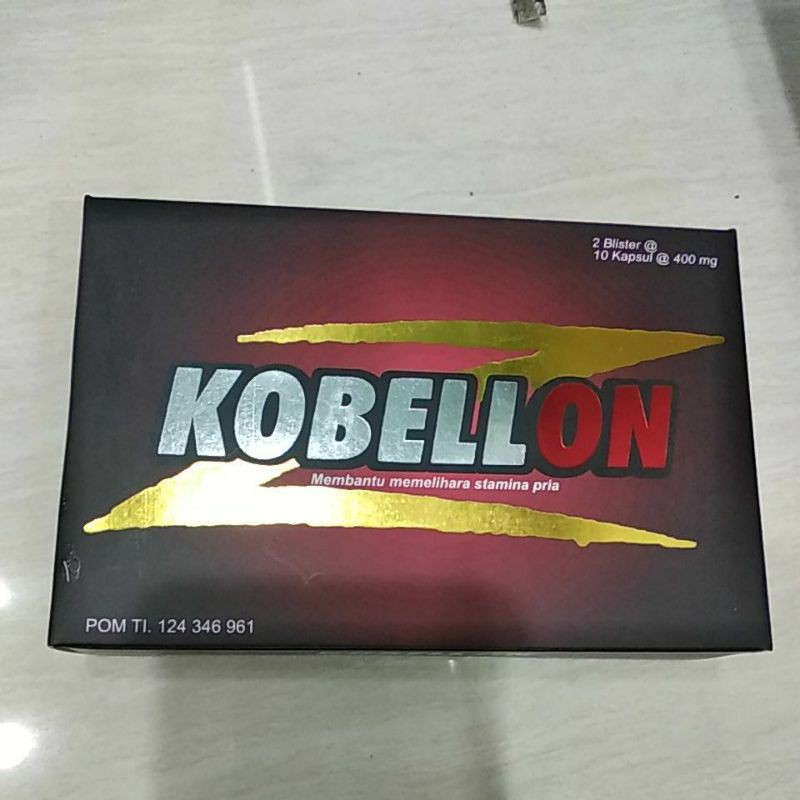 2 Blister @
10 Kapsul @ 400 mg
KOBELLON
Membantu memelihara stamina pria
POM TI. 124 346 961